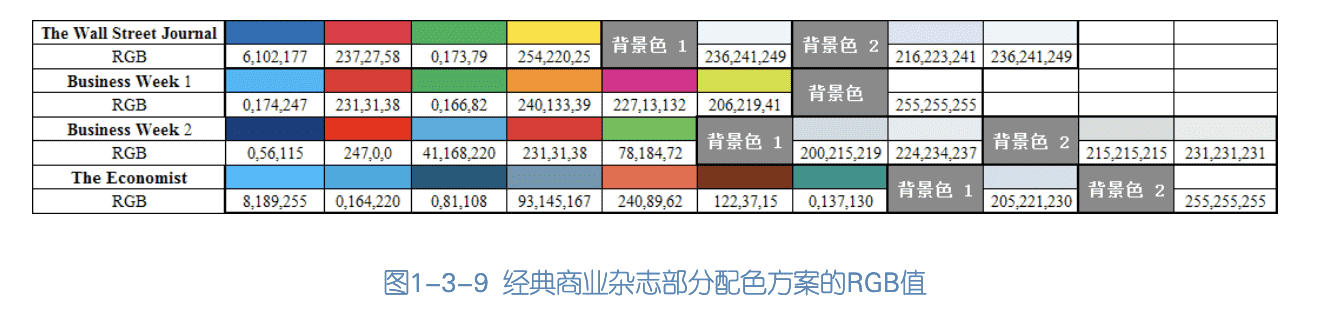 The Wall Street Journal 背景色 1 背景色 2
RGB 6,102,177 237,27,58 0,173,79 254,220,25 236,241,249 216,223,241 236,241,249
Business Week 1 背景色
RGB 0,174,247 231,31,38 0,166,82 240,133,39 227,13,132 206,219,41 255,255,255
Business Week 2 背景色 1 背景色 2
RGB 0,56,115 247,0,0 41,168,220 231,31,38 78,184,72 200,215,219 224,234,237 215,215,215 231,231,231
The Economist 背景色 1 背景色 2
RGB 8,189,255 0,164,220 0,81,108 93,145,167 240,89,62 122,37,15 0,137,130 205,221,230 255,255,255
图1-3-9 经典商业杂志部分配色方案的RGB值